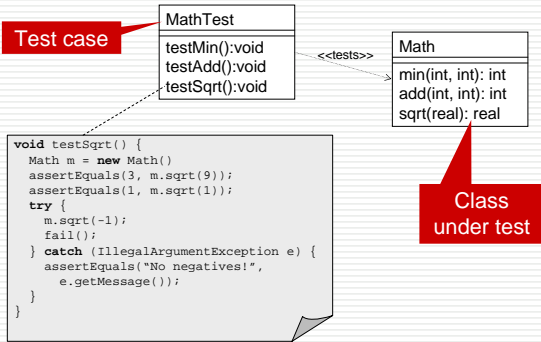 Test case
MathTest
testMin():void
testAdd():void
testSqrt():void
<<tests>>
Math
min(int, int): int
add(int, int): int
sqrt(real): real
Class
under test
void testSqrt() {
Math m = new Math()
assertEquals(3, m.sqrt(9));
assertEquals(1, m.sqrt(1));
try {
m.sqrt(-1);
fail();
} catch (IllegalArgumentException e) {
assertEquals(“No negatives!”,
e.getMessage());
}
}